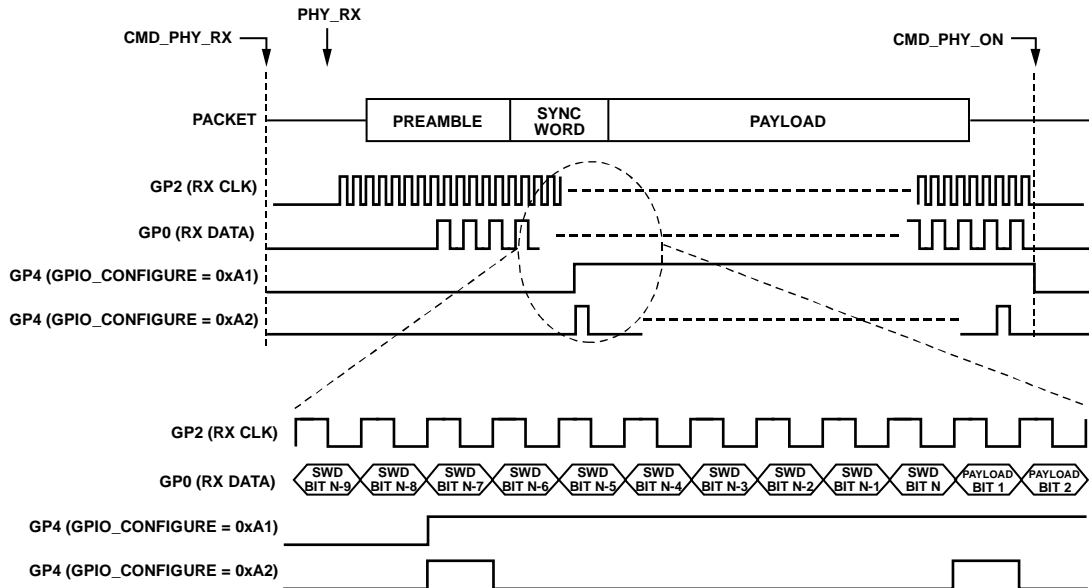 PHY_RX
CMD_PHY_RX
CMD_PHY_ON
PACKET
PREAMBLE
SYNC
WORD
PAYLOAD
GP2 (RX CLK)
GP0 (RX DATA)
GP4 (GPIO_CONFIGURE = 0xA1)
GP4 (GPIO_CONFIGURE = 0xA2)
GP2 (RX CLK)
GP0 (RX DATA)
SWD
BIT N-9
SWD
BIT N-8
SWD
BIT N-7
SWD
BIT N-6
SWD
BIT N-5
SWD
BIT N-4
SWD
BIT N-3
SWD
BIT N-2
SWD
BIT N-1
SWD
BIT N
PAYLOAD
BIT 1
PAYLOAD
BIT 2
GP4 (GPIO_CONFIGURE = 0xA1)
GP4 (GPIO_CONFIGURE = 0xA2)